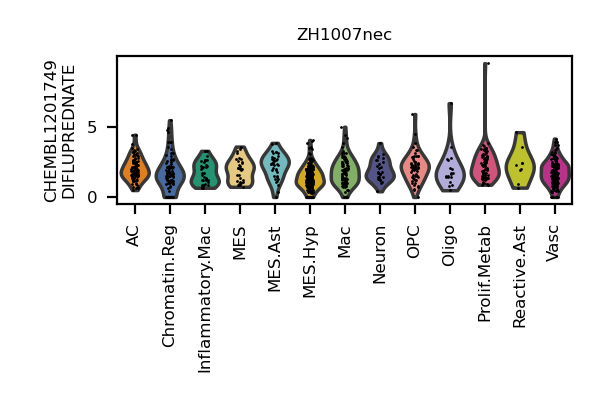 ZH1007nec
CHEMBL1201749
DIFLUPREDNATE
5
0
AC
Chromatin.Reg
Inflammatory.Mac
MES
MES.Ast
MES.Hyp
Mac
Neuron
OPC
Oligo
Prolif.Metab
Reactive.Ast
Vasc